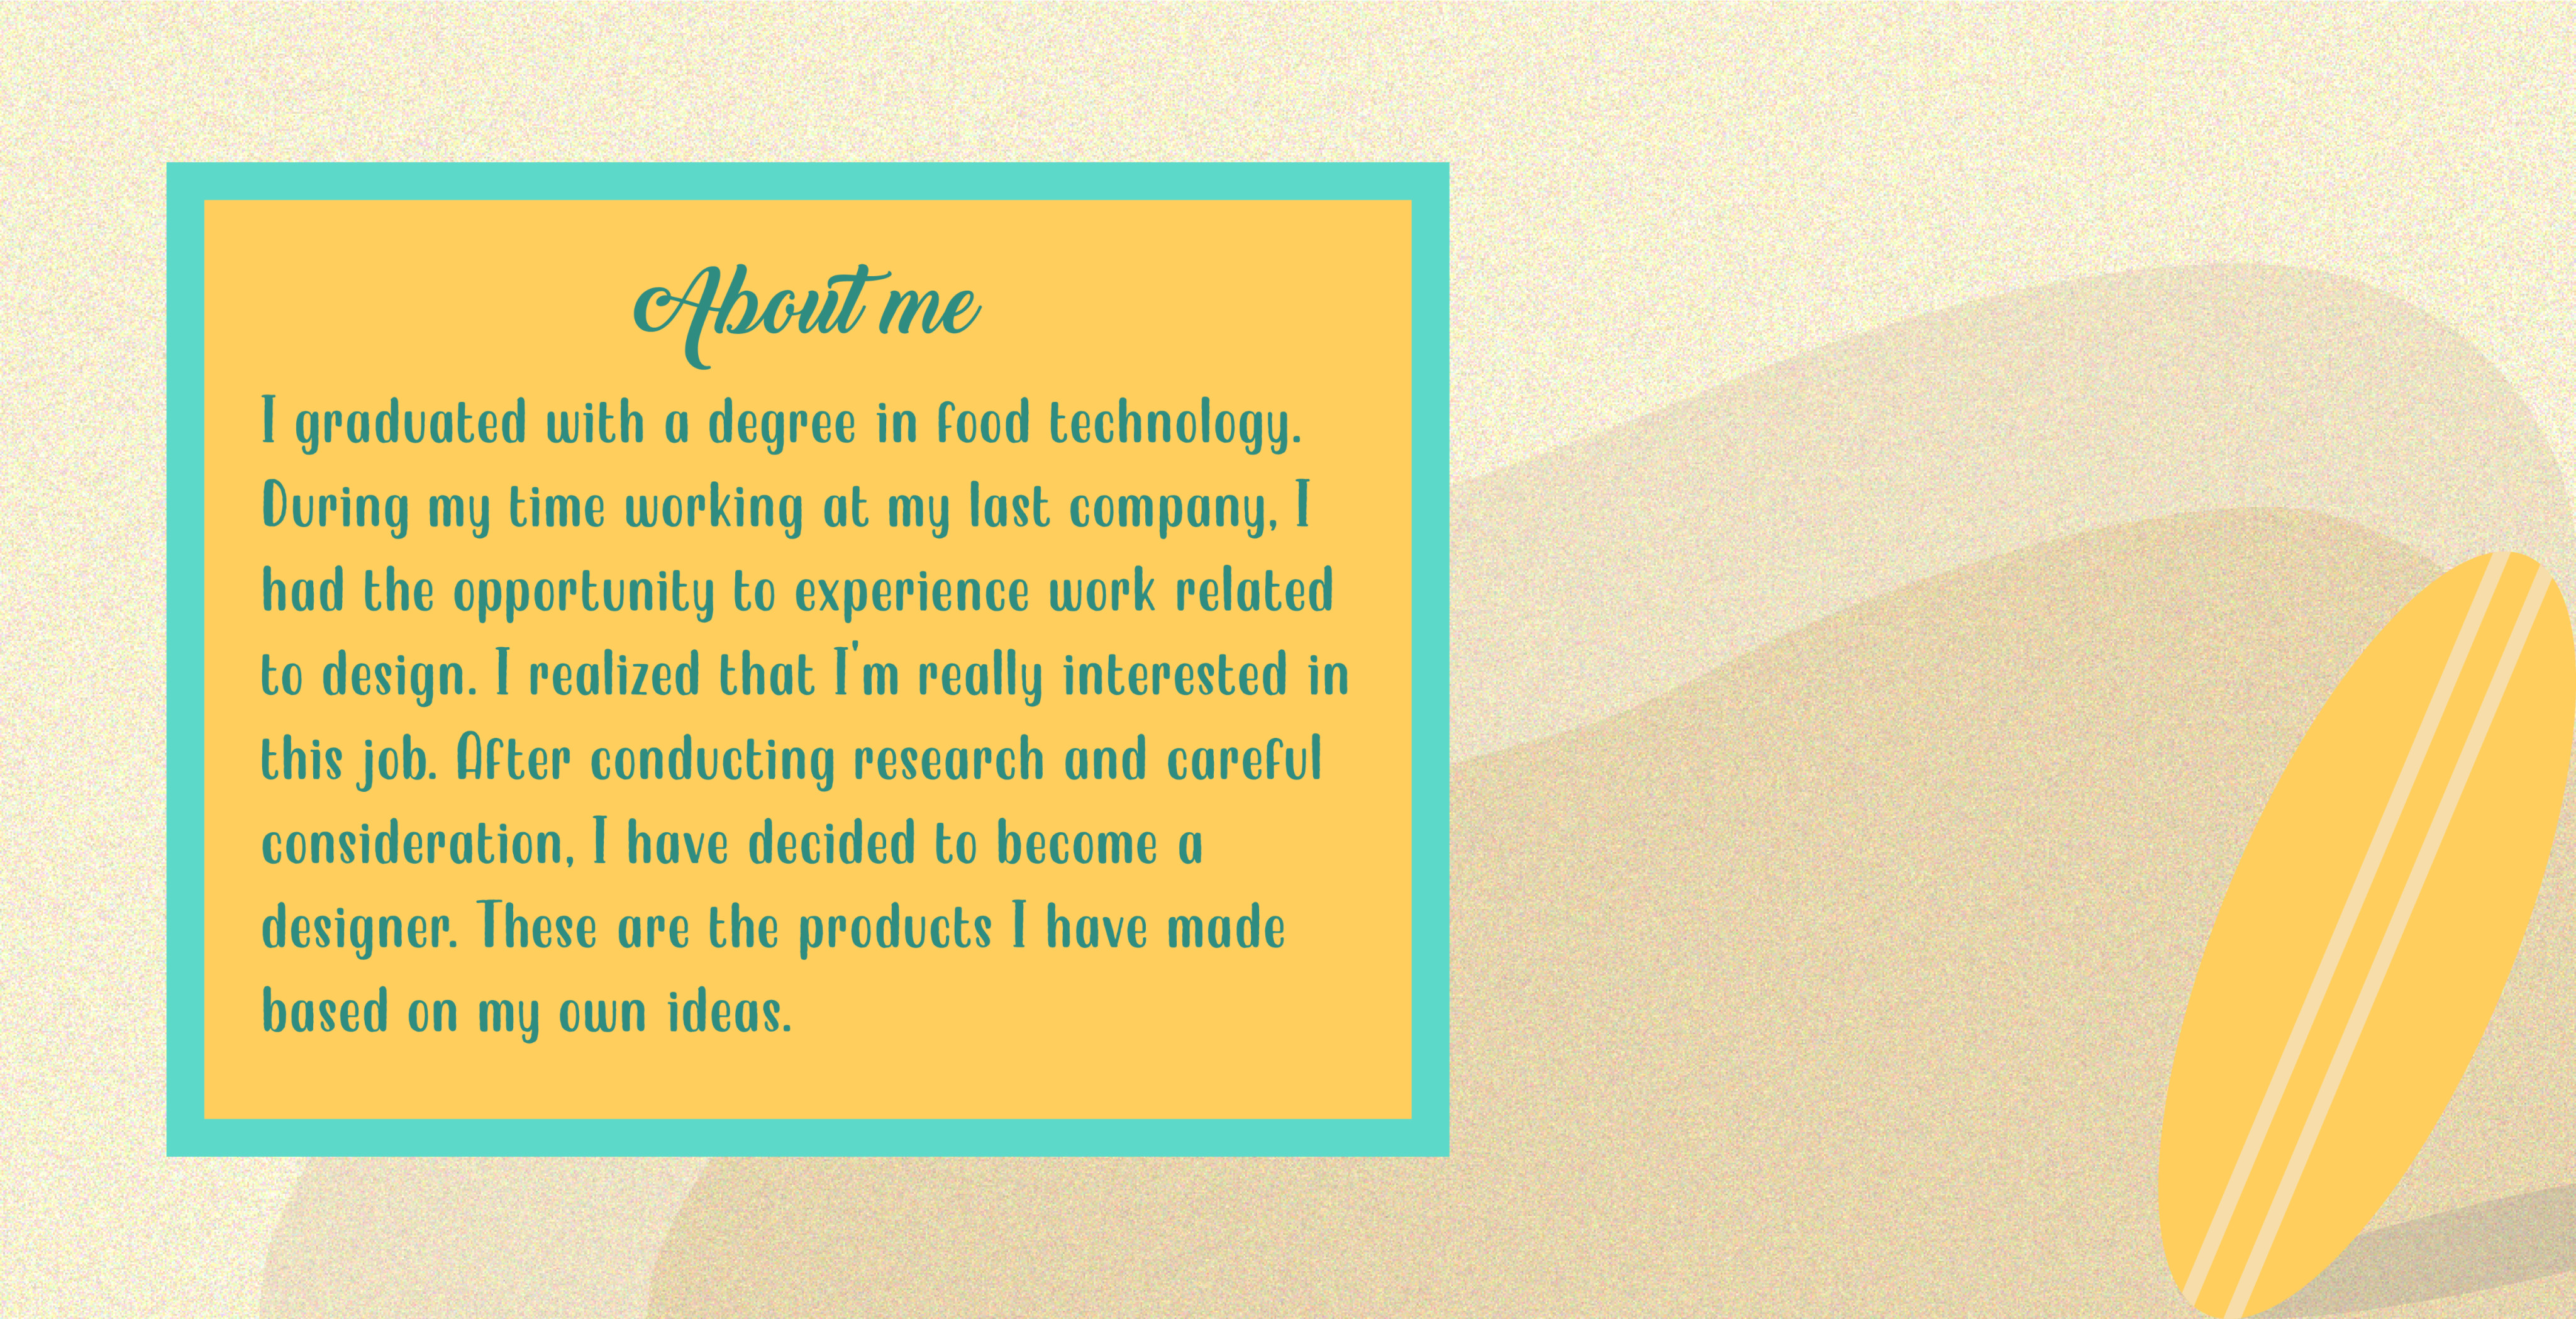 About me
I graduated with a degree in food technology.
During my time working at my last company, I
had the opportunity to experience work related
to design. I realized that I'm really interested in
this job. After conducting research and careful
consideration, I have decided to become a
designer. These are the products I have made
based on my own ideas.